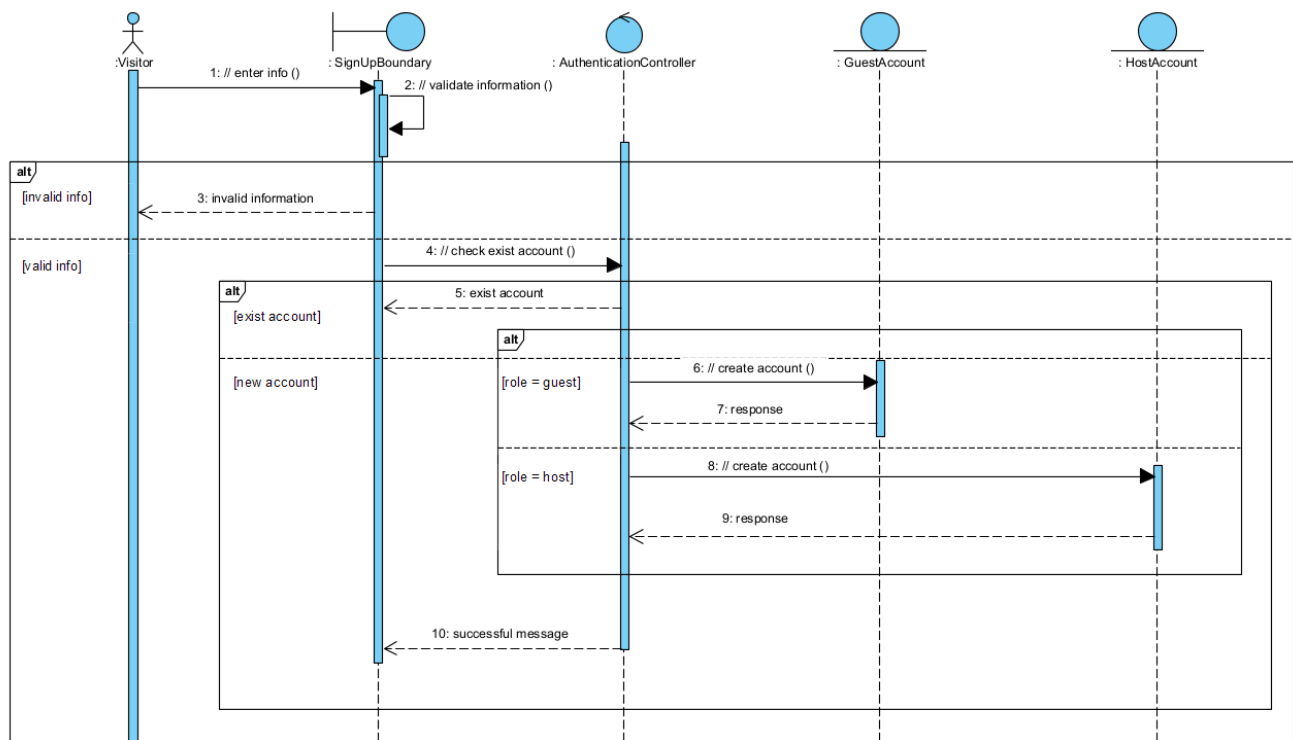 :Visitor
: SignUpBoundary
: AuthenticationController
: GuestAccount
: HostAccount
1: // enter info ()
2: // validate information ()
alt
[invalid info]
3: invalid information
4: // check exist account ()
[valid info]
alt
5: exist account
[exist account]
alt
6: // create account ()
[new account]
[role = guest]
7: response
8: // create account ()
[role = host]
9: response
10: successful message